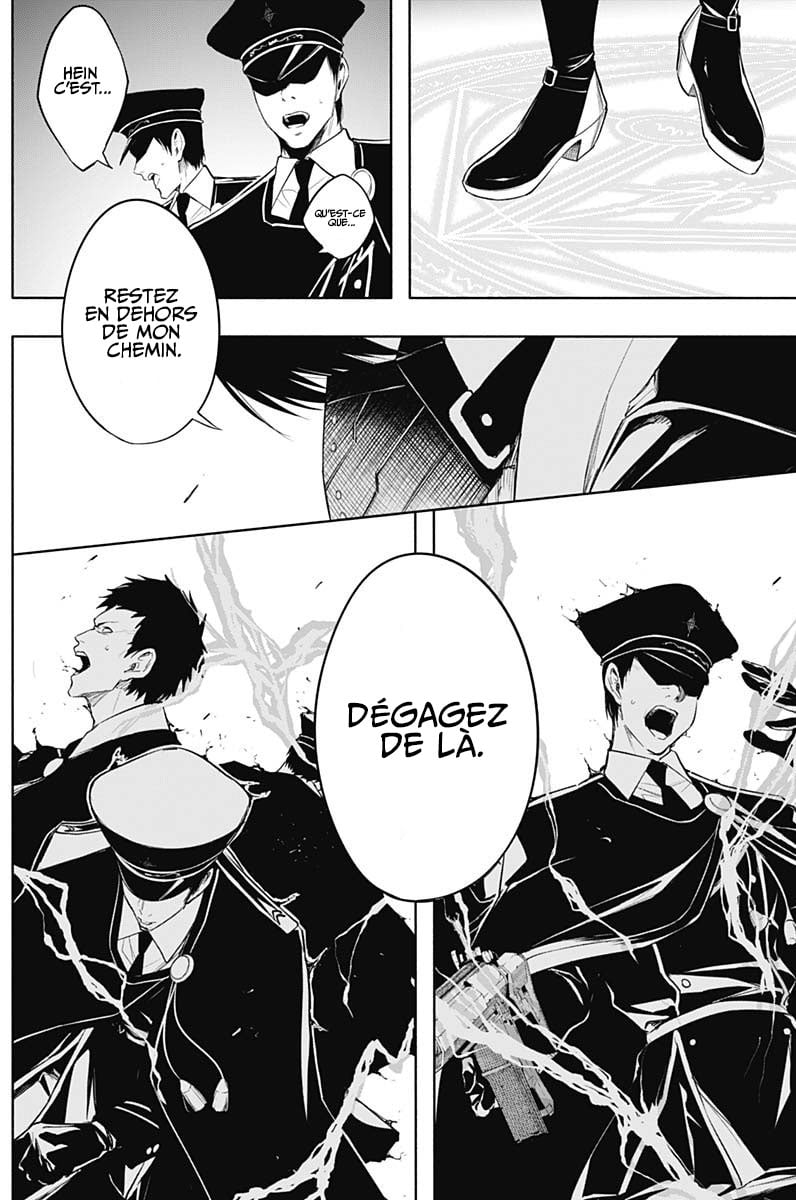 HEIN
C'EST...
QU'EST-CE
QUE...
RESTEZ
EN DEHORS
DE MON
CHEMIN.
DÉGAGEZ
DE LÀ.